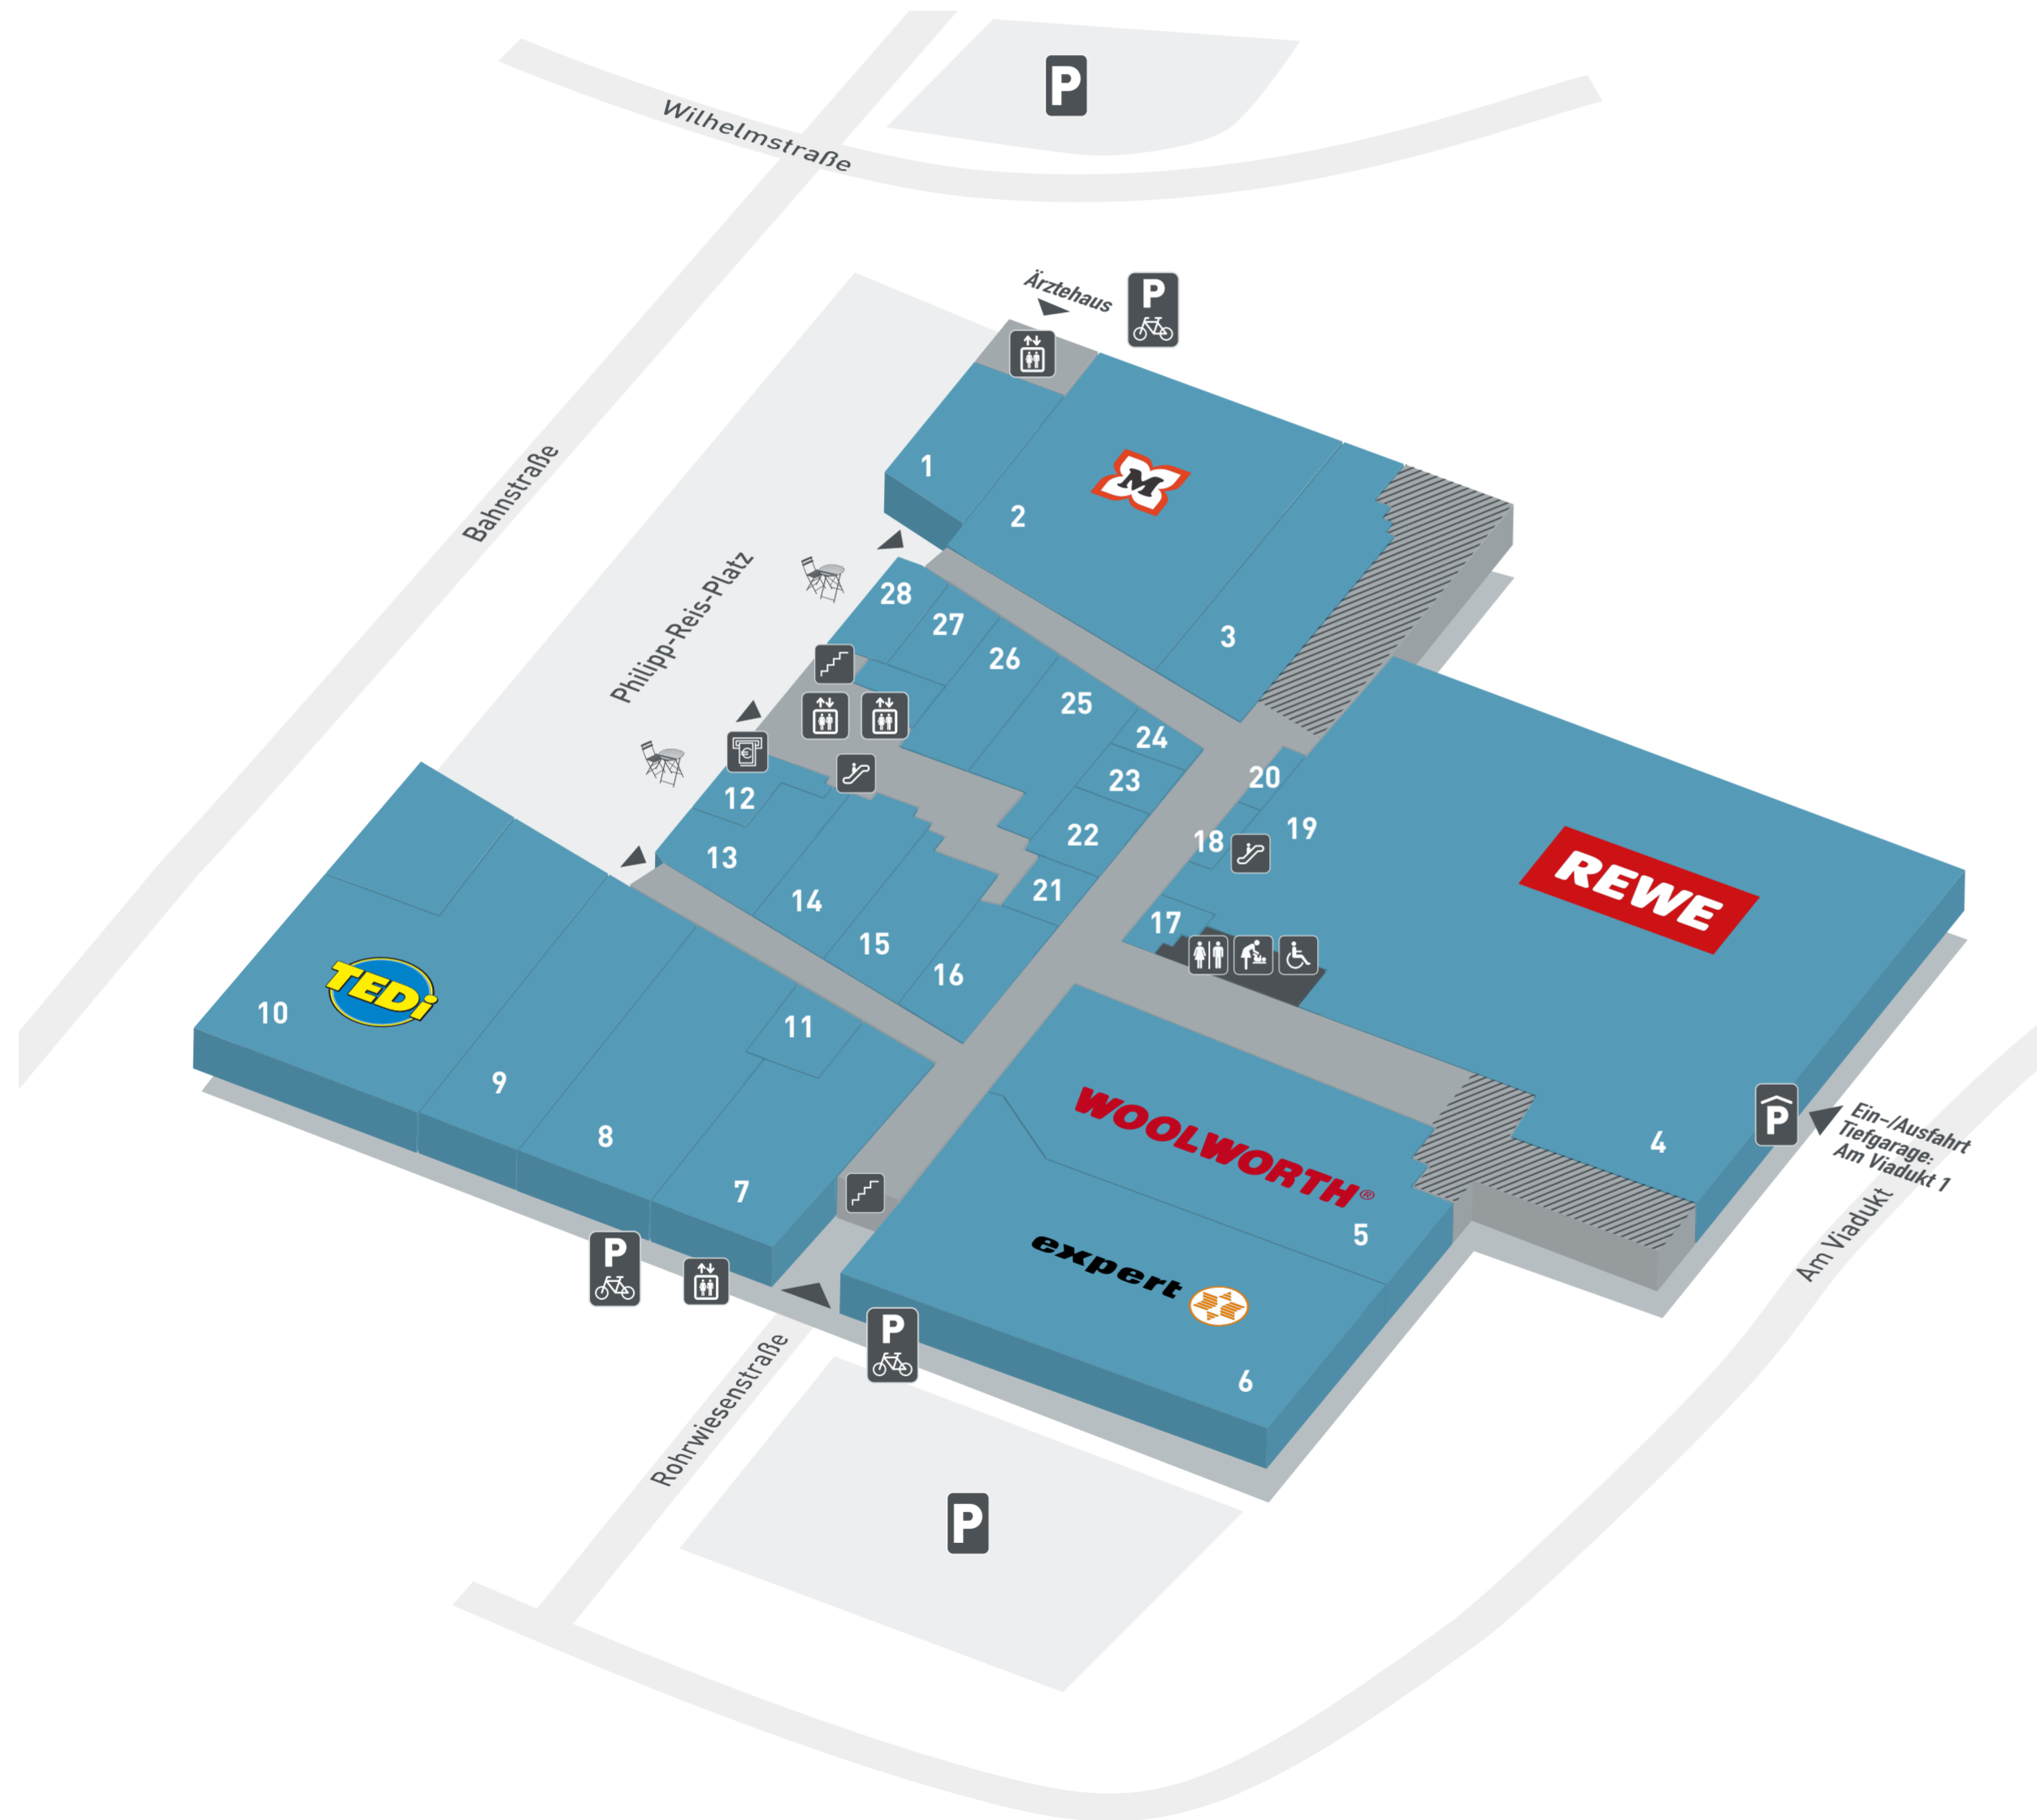 P
Wilhelmstraße
Ärztehaus
P
Bahnstraße
1
M
2
Philipp-Reis-Platz
28
27
3
26
25
24
23
20
12
22
18
19
13
21
REWE
14
17
15
16
TEDi
10
11
9
WOOLWORTH®
8
P
Ein-/Ausfahrt
Tiefgarage:
Am Viadukt 1
4
7
5
expert
Am Viadukt
P
P
6
Rohrwiesenstraße
P